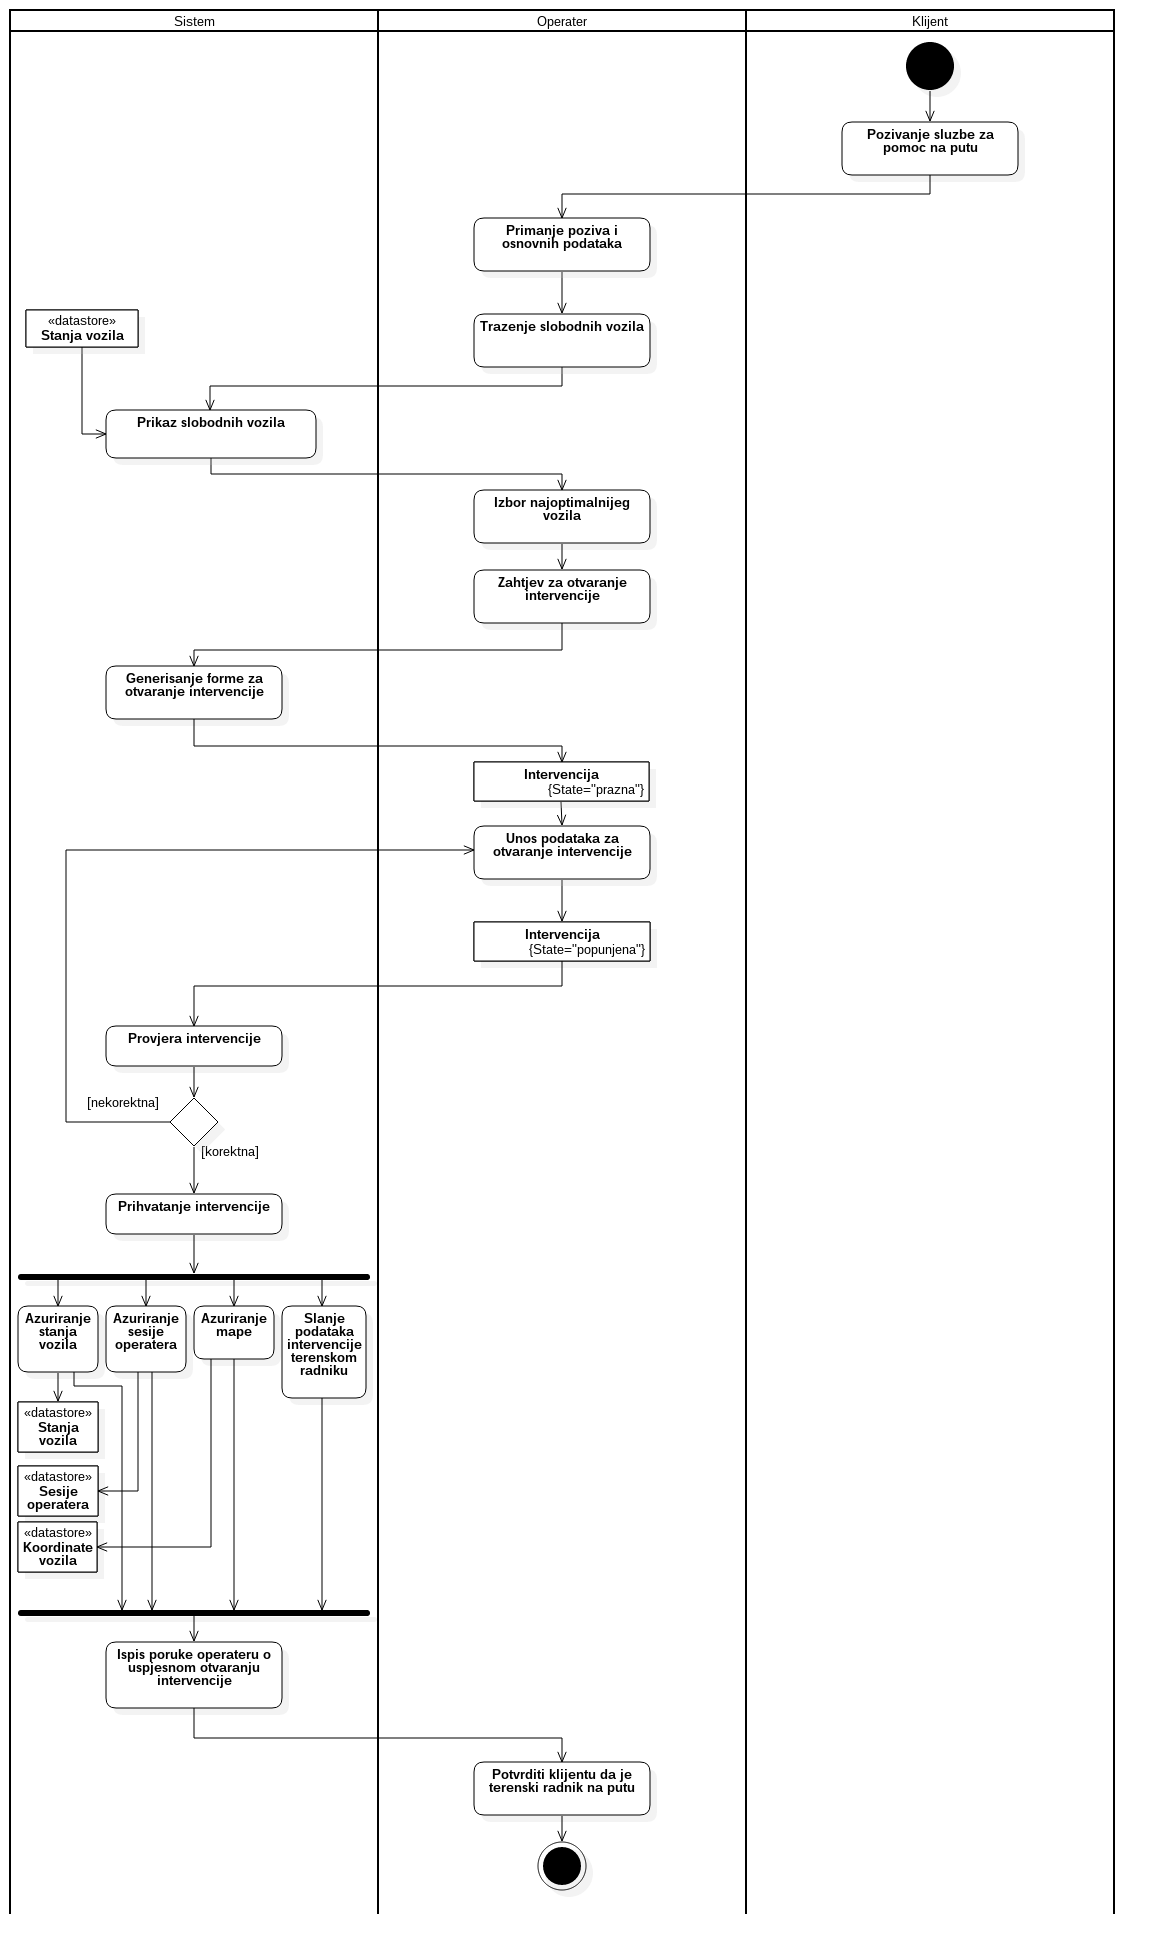 Sistem
Operater
Klijent
Pozivanje sluzbe za
pomoc na putu
Primanje poziva i
osnovnih podataka
«datastore»
Stanja vozila
Trazenje slobodnih vozila
Prikaz slobodnih vozila
Izbor najoptimalnijeg
vozila
Zahtjev za otvaranje
intervencije
Generisanje forme za
otvaranje intervencije
Intervencija
{State="prazna"}
Unos podataka za
otvaranje intervencije
Intervencija
{State="popunjena"}
Provjera intervencije
[nekorektna]
[korektna]
Prihvatanje intervencije
Azuriranje
stanja
vozila
Azuriranje
sesije
operatera
Azuriranje
mape
Slanje
podataka
intervencije
terenskom
radniku
«datastore»
Stanja
vozila
«datastore»
Sesije
operatera
«datastore»
Koordinate
vozila
Ispis poruke operateru o
uspjesnom otvaranju
intervencije
Potvrditi klijentu da je
terenski radnik na putu